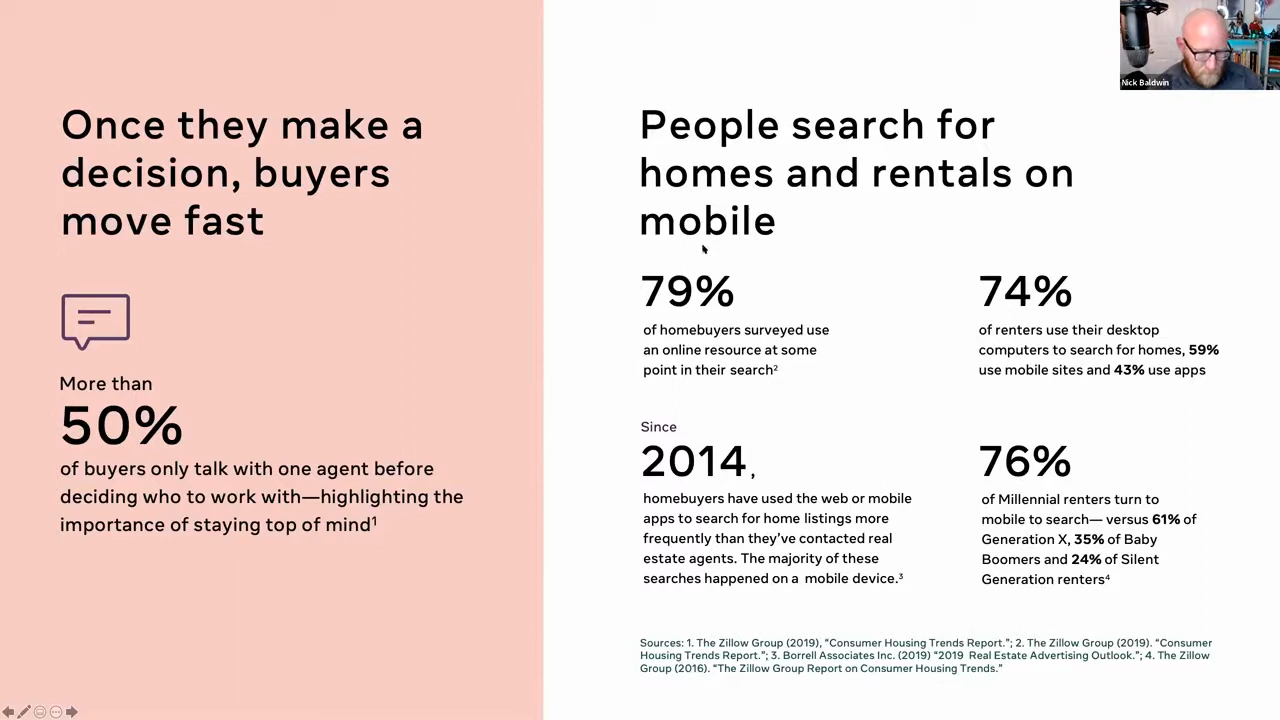 Nick Baldwin
Once they make a
decision, buyers
move fast
More than
50%
of buyers only talk with one agent before
deciding who to work with—highlighting the
importance of staying top of mind¹
People search for
homes and rentals on
mobile
79%
of homebuyers surveyed use
an online resource at some
point in their search²
74%
of renters use their desktop
computers to search for homes, 59%
use mobile sites and 43% use apps
Since
2014,
homebuyers have used the web or mobile
apps to search for home listings more
frequently than they've contacted real
estate agents. The majority of these
searches happened on a mobile device.³
76%
of Millennial renters turn to
mobile to search— versus 61% of
Generation X, 35% of Baby
Boomers and 24% of Silent
Generation renters⁴
Sources: 1. The Zillow Group (2019), “Consumer Housing Trends Report.”; 2. The Zillow Group (2019). “Consumer
Housing Trends Report.”; 3. Borrell Associates Inc. (2019) “2019 Real Estate Advertising Outlook.”; 4. The Zillow
Group (2016). “The Zillow Group Report on Consumer Housing Trends.”